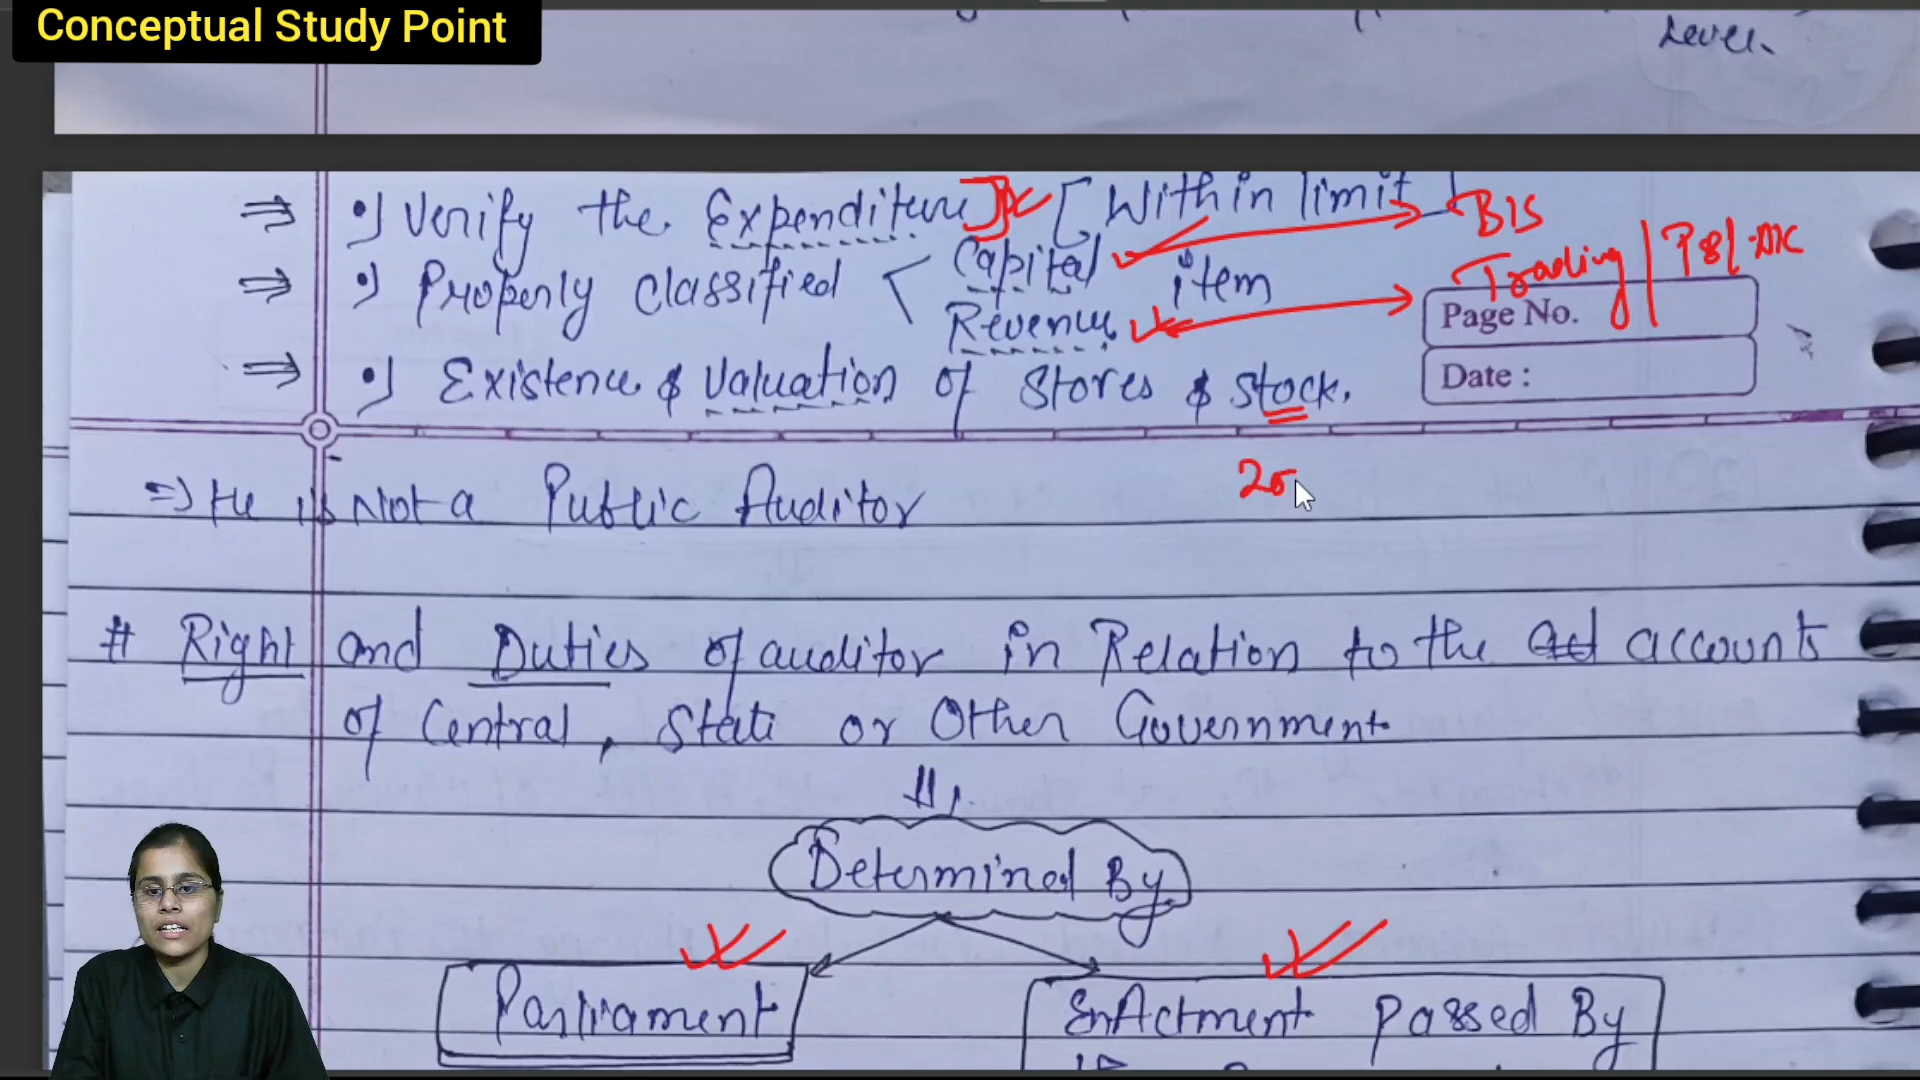 Conceptual Study Point
Level.
⇒ •) Verify the Expenditure [Within limit]
B/S
⇒ •) Properly classified < Capital Revenue item
Trading | P&L A/C
Page No.
Date :
⇒ •) Existence & valuation of Stores & stock.
20
⇒ He is Not a Public Auditor
# Right and Duties of auditor in Relation to the accounts
of Central, State or Other Government.
Determined By
Parliament
EnActment passed By